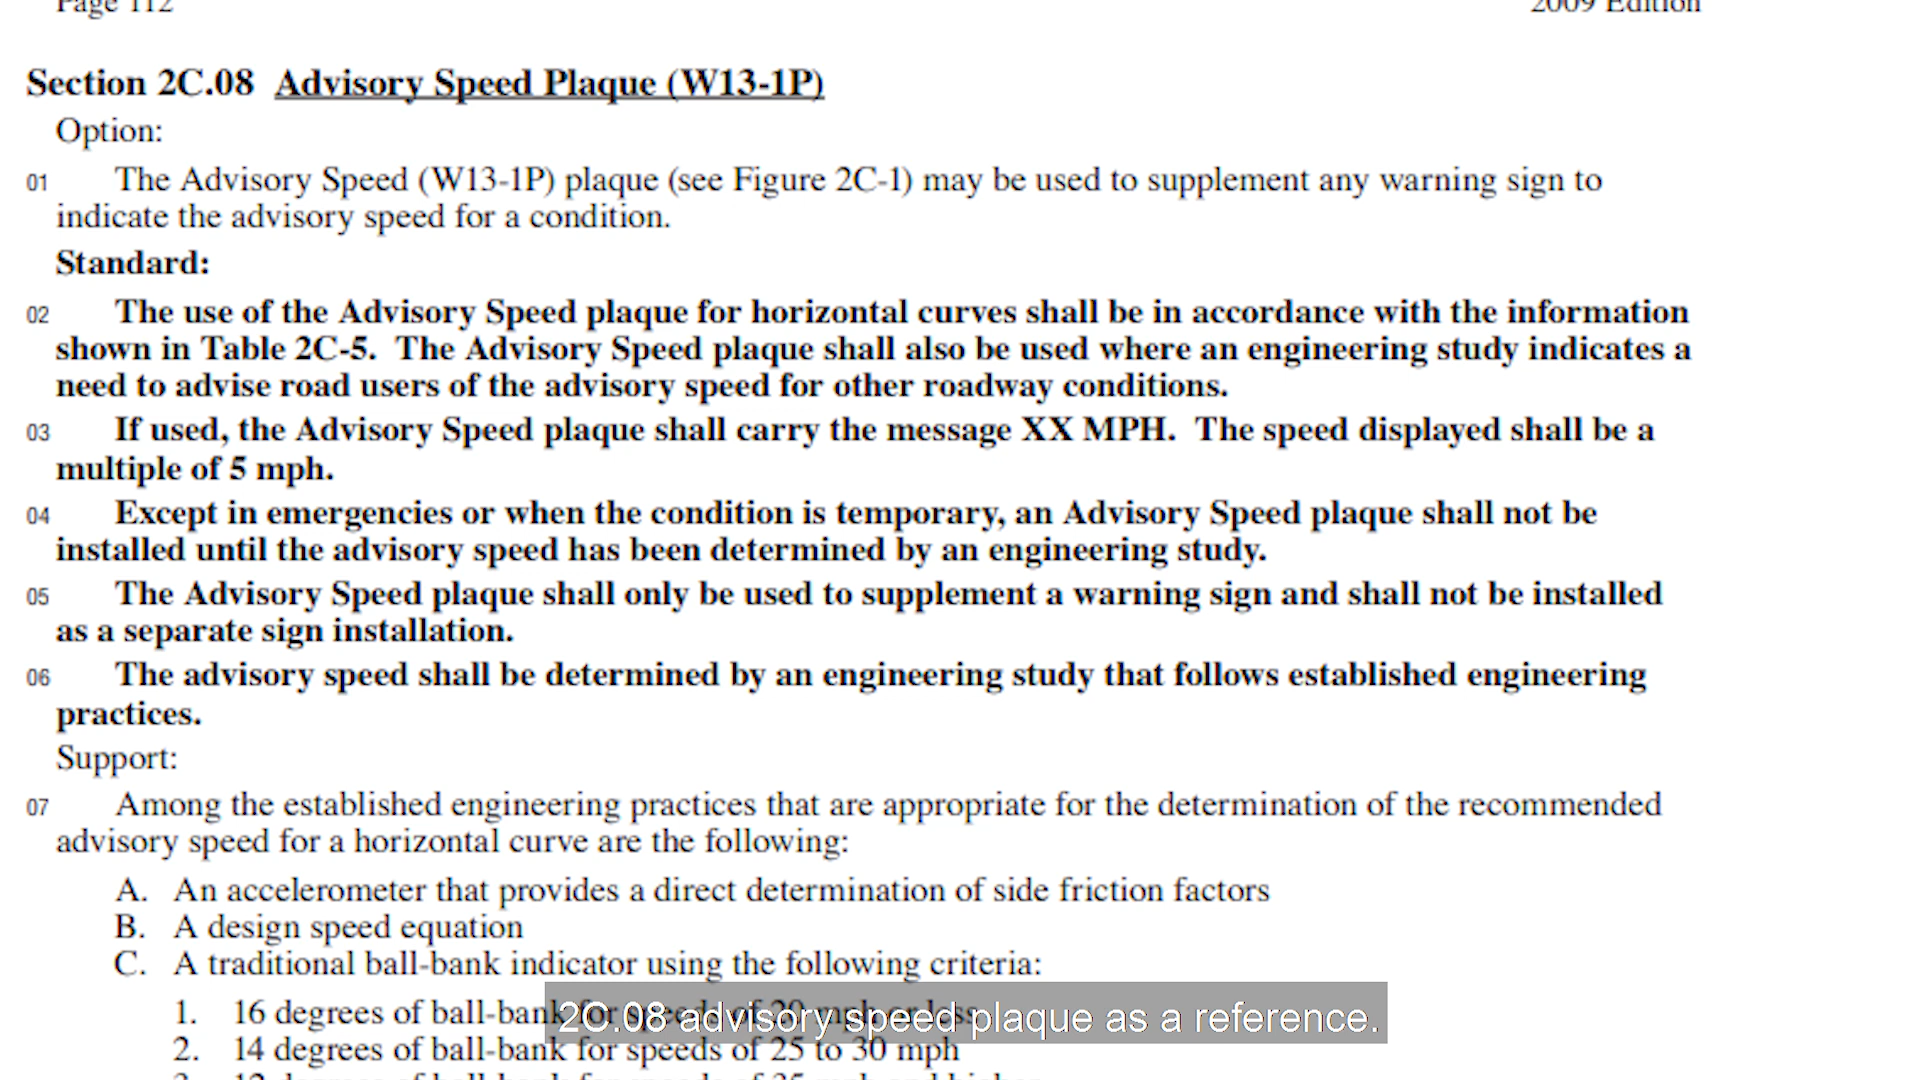 Page 112 2009 Edition
Section 2C.08 Advisory Speed Plaque (W13-1P)
Option:
01 The Advisory Speed (W13-1P) plaque (see Figure 2C-1) may be used to supplement any warning sign to
indicate the advisory speed for a condition.
Standard:
02 The use of the Advisory Speed plaque for horizontal curves shall be in accordance with the information
shown in Table 2C-5. The Advisory Speed plaque shall also be used where an engineering study indicates a
need to advise road users of the advisory speed for other roadway conditions.
03 If used, the Advisory Speed plaque shall carry the message XX MPH. The speed displayed shall be a
multiple of 5 mph.
04 Except in emergencies or when the condition is temporary, an Advisory Speed plaque shall not be
installed until the advisory speed has been determined by an engineering study.
05 The Advisory Speed plaque shall only be used to supplement a warning sign and shall not be installed
as a separate sign installation.
06 The advisory speed shall be determined by an engineering study that follows established engineering
practices.
Support:
07 Among the established engineering practices that are appropriate for the determination of the recommended
advisory speed for a horizontal curve are the following:
A. An accelerometer that provides a direct determination of side friction factors
B. A design speed equation
C. A traditional ball-bank indicator using the following criteria:
1. 16 degrees of ball-bank for speeds of 20 mph or less
2C.08 advisory speed plaque as a reference.
2. 14 degrees of ball-bank for speeds of 25 to 30 mph